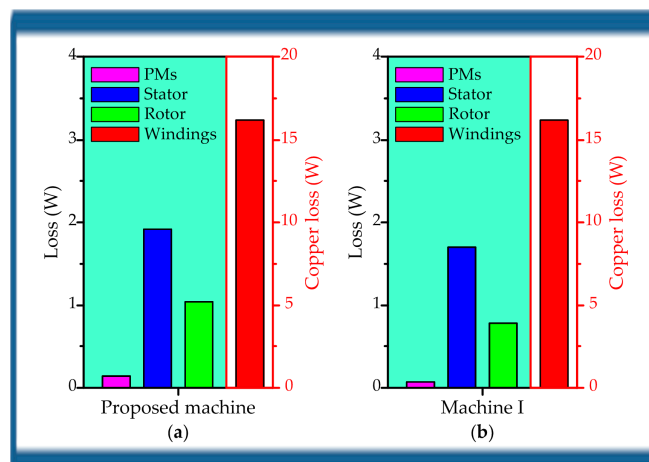 4
3
2
1
0
Loss (W)
PMs
Stator
Rotor
Windings
20
15
10
5
0
Copper loss (W)
Proposed machine
(a)
4
3
2
1
0
Loss (W)
PMs
Stator
Rotor
Windings
20
15
10
5
0
Copper loss (W)
Machine I
(b)